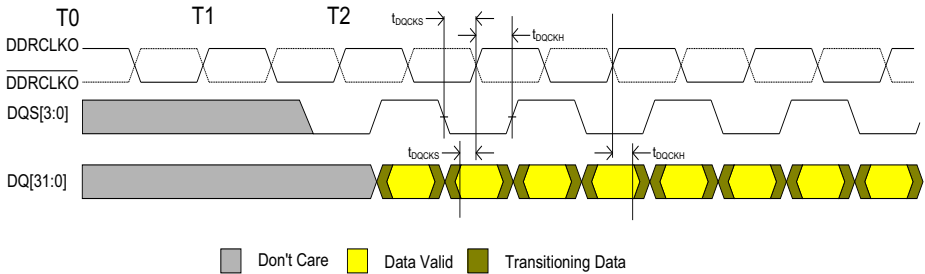 T0 T1 T2
tDQCKS
tDQCKH
DDRCLKO
DDRCLKO
DQS[3:0]
tDQCKS
tDQCKH
DQ[31:0]
Don't Care
Data Valid
Transitioning Data